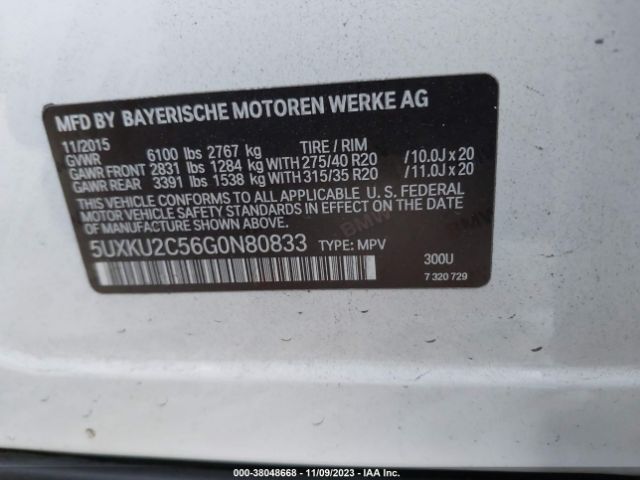 MFD BY BAYERISCHE MOTOREN WERKE AG
11/2015
GVWR 6100 lbs 2767 kg TIRE / RIM
GAWR FRONT 2831 lbs 1284 kg WITH 275/40 R20 /10.0J x 20
GAWR REAR 3391 lbs 1538 kg WITH 315/35 R20 /11.0J x 20
THIS VEHICLE CONFORMS TO ALL APPLICABLE U. S. FEDERAL
MOTOR VEHICLE SAFETY STANDARDS IN EFFECT ON THE DATE
OF MANUFACTURE SHOWN ABOVE.
5UXKU2C56G0N80833 TYPE: MPV 300U
7 320 729
000-38048668 - 11/09/2023 - IAAI.COM